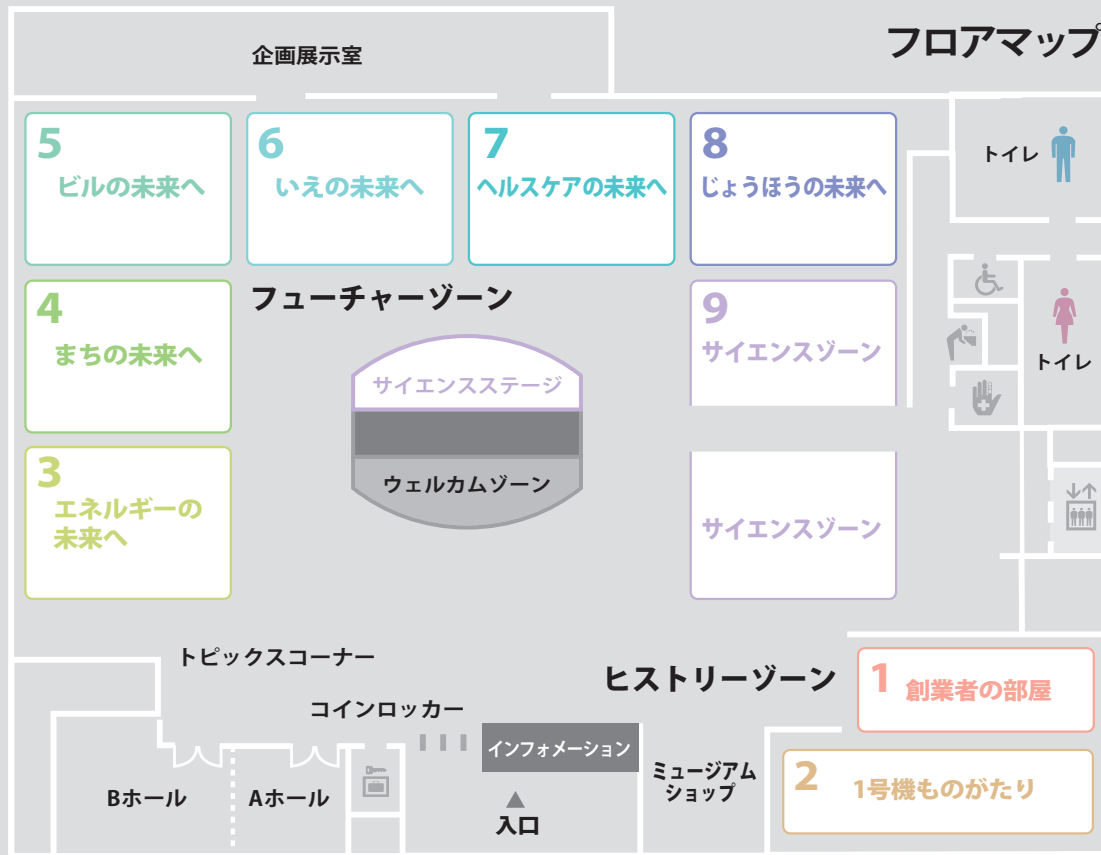 フロアマップ
企画展示室
5
ビルの未来へ
6
いえの未来へ
7
ヘルスケアの未来へ
8
じょうほうの未来へ
トイレ
4
まちの未来へ
フューチャーゾーン
サイエンスステージ
ウェルカムゾーン
9
サイエンスゾーン
トイレ
3
エネルギーの
未来へ
サイエンスゾーン
トピックスコーナー
ヒストリーゾーン
1
創業者の部屋
コインロッカー
インフォメーション
ミュージアム
ショップ
2
1号機ものがたり
Bホール
Aホール
入口